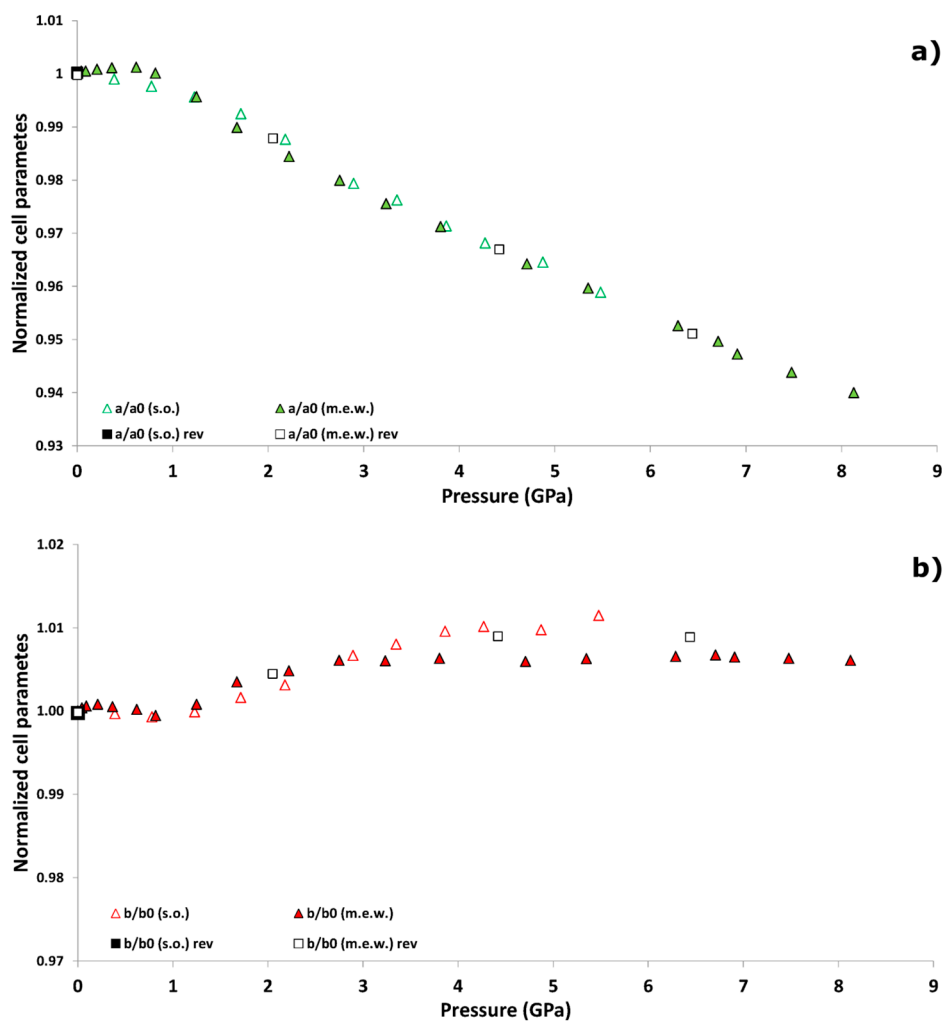 1.01
a)
1
0.99
0.98
0.97
0.96
0.95
0.94
0.93
Normalized cell parametes
a/a0 (s.o.) a/a0 (m.e.w.)
a/a0 (s.o.) rev a/a0 (m.e.w.) rev
0 1 2 3 4 5 6 7 8 9
Pressure (GPa)
1.02
b)
1.01
1.00
0.99
0.98
0.97
Normalized cell parametes
b/b0 (s.o.) b/b0 (m.e.w.)
b/b0 (s.o.) rev b/b0 (m.e.w.) rev
0 1 2 3 4 5 6 7 8 9
Pressure (GPa)